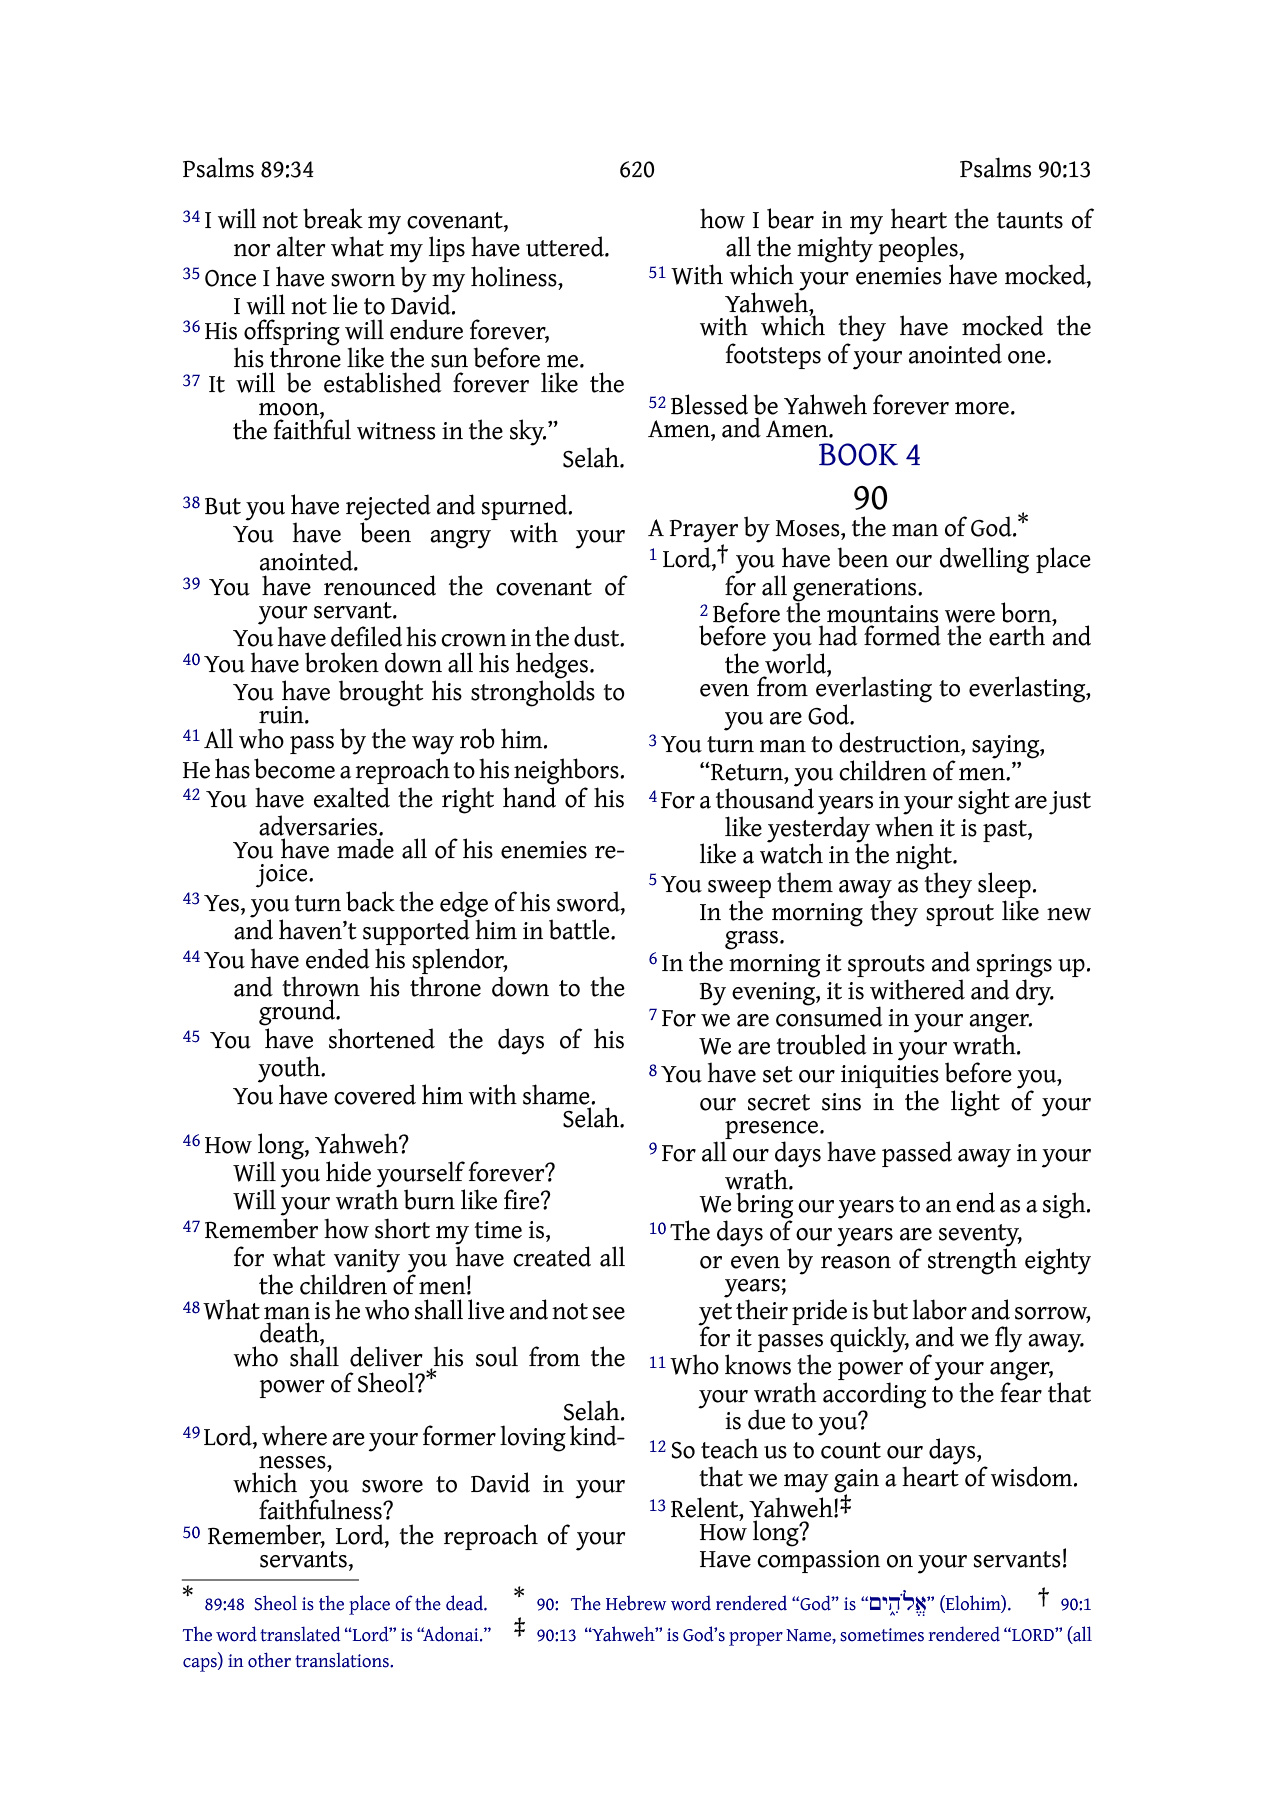 Psalms 89:34 620 Psalms 90:13
34 I will not break my covenant,
nor alter what my lips have uttered.
35 Once I have sworn by my holiness,
I will not lie to David.
36 His offspring will endure forever,
his throne like the sun before me.
37 It will be established forever like the
moon,
the faithful witness in the sky.”
Selah.
38 But you have rejected and spurned.
You have been angry with your
anointed.
39 You have renounced the covenant of
your servant.
You have defiled his crown in the dust.
40 You have broken down all his hedges.
You have brought his strongholds to
ruin.
41 All who pass by the way rob him.
He has become a reproach to his neighbors.
42 You have exalted the right hand of his
adversaries.
You have made all of his enemies re-
joice.
43 Yes, you turn back the edge of his sword,
and haven’t supported him in battle.
44 You have ended his splendor,
and thrown his throne down to the
ground.
45 You have shortened the days of his
youth.
You have covered him with shame.
Selah.
46 How long, Yahweh?
Will you hide yourself forever?
Will your wrath burn like fire?
47 Remember how short my time is,
for what vanity you have created all
the children of men!
48 What man is he who shall live and not see
death,
who shall deliver his soul from the
power of Sheol?*
Selah.
49 Lord, where are your former loving kind-
nesses,
which you swore to David in your
faithfulness?
50 Remember, Lord, the reproach of your
servants,
how I bear in my heart the taunts of
all the mighty peoples,
51 With which your enemies have mocked,
Yahweh,
with which they have mocked the
footsteps of your anointed one.
52 Blessed be Yahweh forever more.
Amen, and Amen.
BOOK 4
90
A Prayer by Moses, the man of God.*
1 Lord,† you have been our dwelling place
for all generations.
2 Before the mountains were born,
before you had formed the earth and
the world,
even from everlasting to everlasting,
you are God.
3 You turn man to destruction, saying,
“Return, you children of men.”
4 For a thousand years in your sight are just
like yesterday when it is past,
like a watch in the night.
5 You sweep them away as they sleep.
In the morning they sprout like new
grass.
6 In the morning it sprouts and springs up.
By evening, it is withered and dry.
7 For we are consumed in your anger.
We are troubled in your wrath.
8 You have set our iniquities before you,
our secret sins in the light of your
presence.
9 For all our days have passed away in your
wrath.
We bring our years to an end as a sigh.
10 The days of our years are seventy,
or even by reason of strength eighty
years;
yet their pride is but labor and sorrow,
for it passes quickly, and we fly away.
11 Who knows the power of your anger,
your wrath according to the fear that
is due to you?
12 So teach us to count our days,
that we may gain a heart of wisdom.
13 Relent, Yahweh!‡
How long?
Have compassion on your servants!
* 89:48 Sheol is the place of the dead. * 90: The Hebrew word rendered “God” is “אֱלֹהִ֑ים” (Elohim). † 90:1
The word translated “Lord” is “Adonai.” ‡ 90:13 “Yahweh” is God’s proper Name, sometimes rendered “LORD” (all
caps) in other translations.